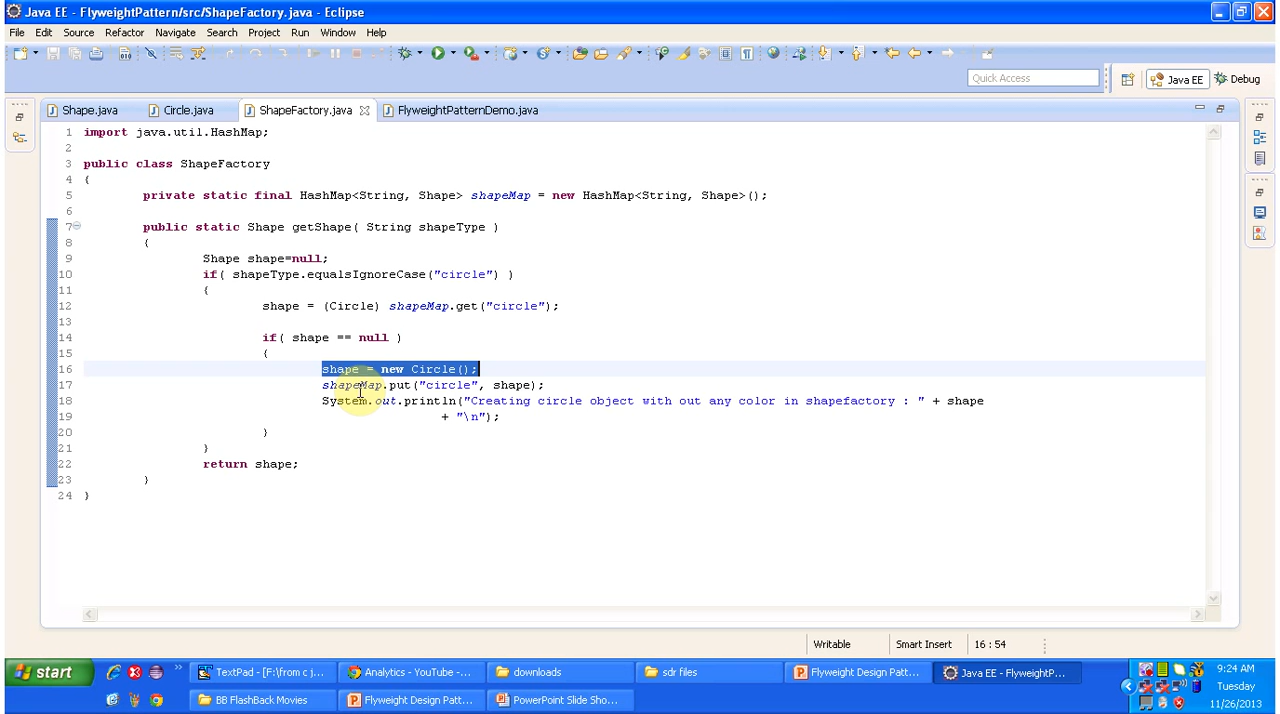 Java EE - FlyweightPattern/src/ShapeFactory.java - Eclipse
File Edit Source Refactor Navigate Search Project Run Window Help
Quick Access
Java EE
Debug
Shape.java
Circle.java
ShapeFactory.java
FlyweightPatternDemo.java
1 import java.util.HashMap;
2
3 public class ShapeFactory
4 {
5 private static final HashMap<String, Shape> shapeMap = new HashMap<String, Shape>();
6
7 public static Shape getShape( String shapeType )
8 {
9 Shape shape=null;
10 if( shapeType.equalsIgnoreCase("circle") )
11 {
12 shape = (Circle) shapeMap.get("circle");
13
14 if( shape == null )
15 {
16 shape = new Circle();
17 shapeMap.put("circle", shape);
18 System.out.println("Creating circle object with out any color in shapefactory : " + shape
19 + "\n");
20 }
21 }
22 return shape;
23 }
24 }
Writable
Smart Insert
16 : 54
start
TextPad - [F:\from c j...
Analytics - YouTube -...
downloads
sdr files
Flyweight Design Patt...
Java EE - FlyweightP...
9:24 AM
BB FlashBack Movies
Flyweight Design Patt...
PowerPoint Slide Sho...
Tuesday
11/26/2013